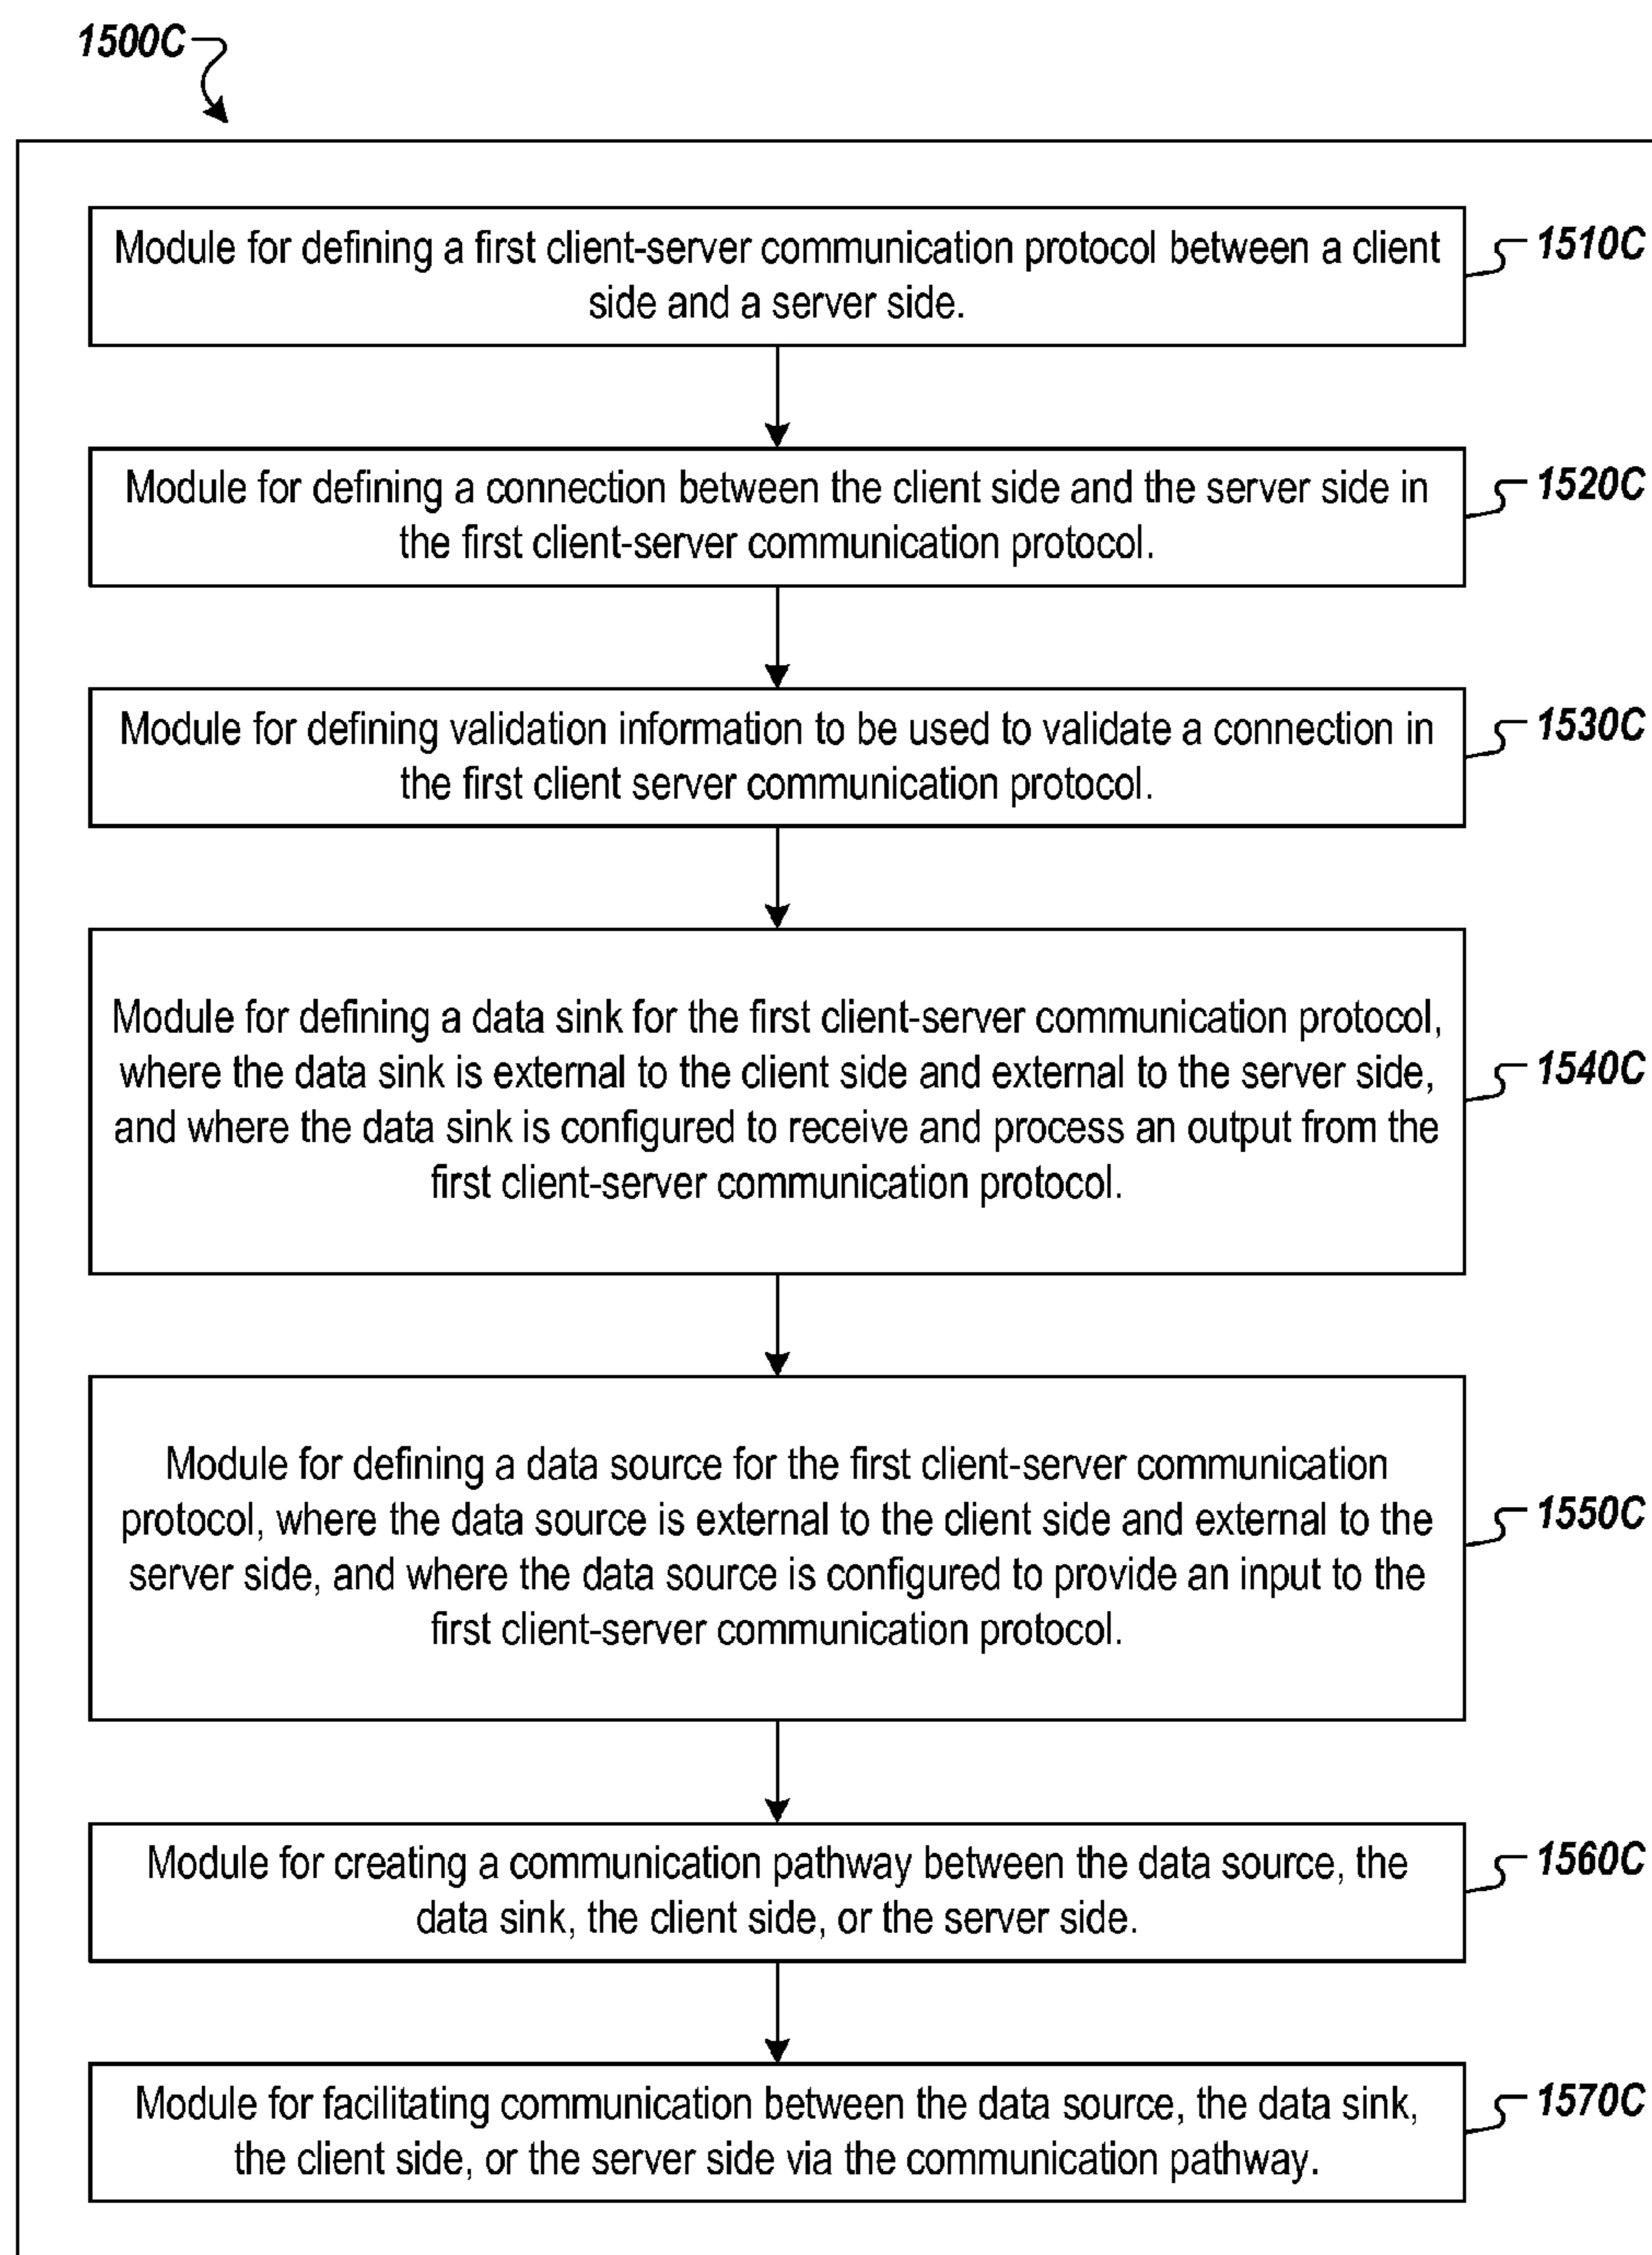 1500C
Module for defining a first client-server communication protocol between a client
side and a server side.
1510C
Module for defining a connection between the client side and the server side in
the first client-server communication protocol.
1520C
Module for defining validation information to be used to validate a connection in
the first client server communication protocol.
1530C
Module for defining a data sink for the first client-server communication protocol,
where the data sink is external to the client side and external to the server side,
and where the data sink is configured to receive and process an output from the
first client-server communication protocol.
1540C
Module for defining a data source for the first client-server communication
protocol, where the data source is external to the client side and external to the
server side, and where the data source is configured to provide an input to the
first client-server communication protocol.
1550C
Module for creating a communication pathway between the data source, the
data sink, the client side, or the server side.
1560C
Module for facilitating communication between the data source, the data sink,
the client side, or the server side via the communication pathway.
1570C